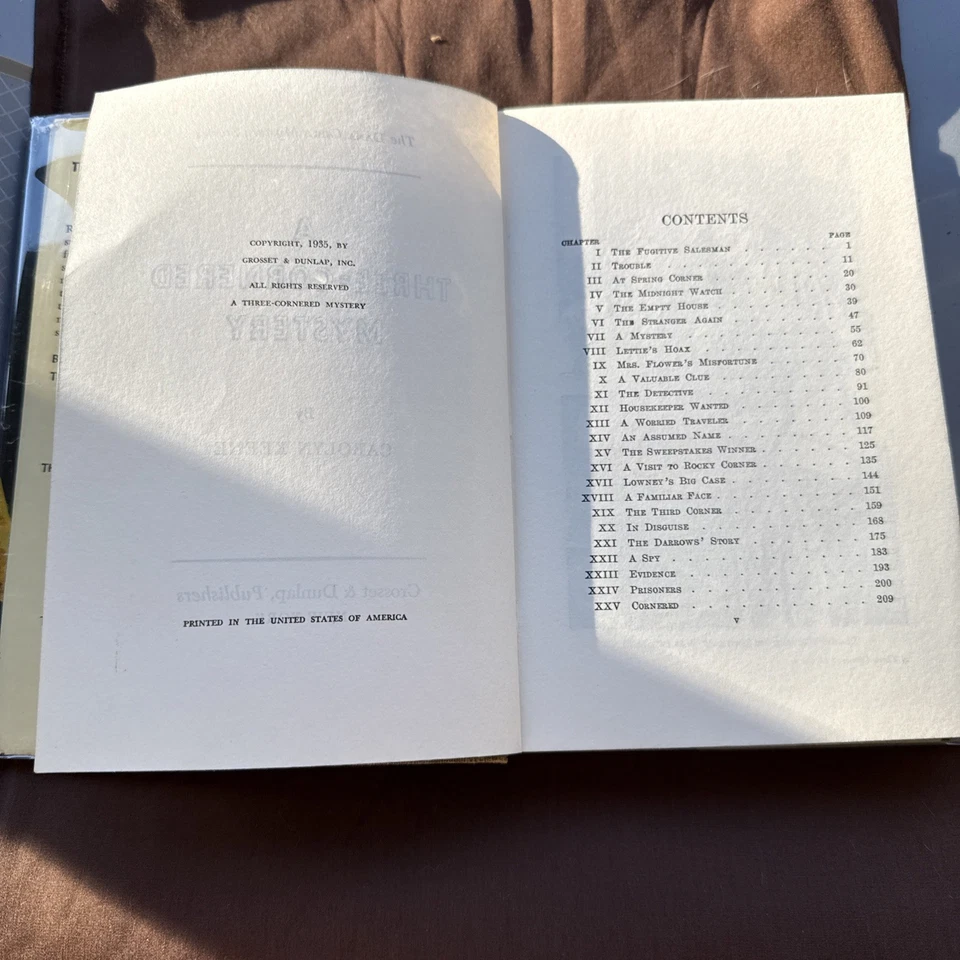 COPYRIGHT, 1935, BY
GROSSET & DUNLAP, INC.
ALL RIGHTS RESERVED
A THREE-CORNERED MYSTERY
PRINTED IN THE UNITED STATES OF AMERICA
CONTENTS
CHAPTER PAGE
I THE FUGITIVE SALESMAN . . . . . . . 1
II TROUBLE . . . . . . . . . . . 11
III AT SPRING CORNER . . . . . . . . 20
IV THE MIDNIGHT WATCH . . . . . . . 30
V THE EMPTY HOUSE . . . . . . . . 39
VI THE STRANGER AGAIN . . . . . . . 47
VII A MYSTERY . . . . . . . . . . 55
VIII LETTIE'S HOAX . . . . . . . . . 62
IX MRS. FLOWER'S MISFORTUNE . . . . . 70
X A VALUABLE CLUE . . . . . . . . 80
XI THE DETECTIVE . . . . . . . . . 91
XII HOUSEKEEPER WANTED . . . . . . . 100
XIII A WORRIED TRAVELER . . . . . . . 109
XIV AN ASSUMED NAME . . . . . . . . 117
XV THE SWEEPSTAKES WINNER . . . . . . 125
XVI A VISIT TO ROCKY CORNER . . . . . . 135
XVII LOWNEY'S BIG CASE . . . . . . . . 144
XVIII A FAMILIAR FACE . . . . . . . . 151
XIX THE THIRD CORNER . . . . . . . . 159
XX IN DISGUISE . . . . . . . . . . 168
XXI THE DARROWS' STORY . . . . . . . 175
XXII A SPY . . . . . . . . . . . . 183
XXIII EVIDENCE . . . . . . . . . . . 193
XXIV PRISONERS . . . . . . . . . . 200
XXV CORNERED . . . . . . . . . . 209
V